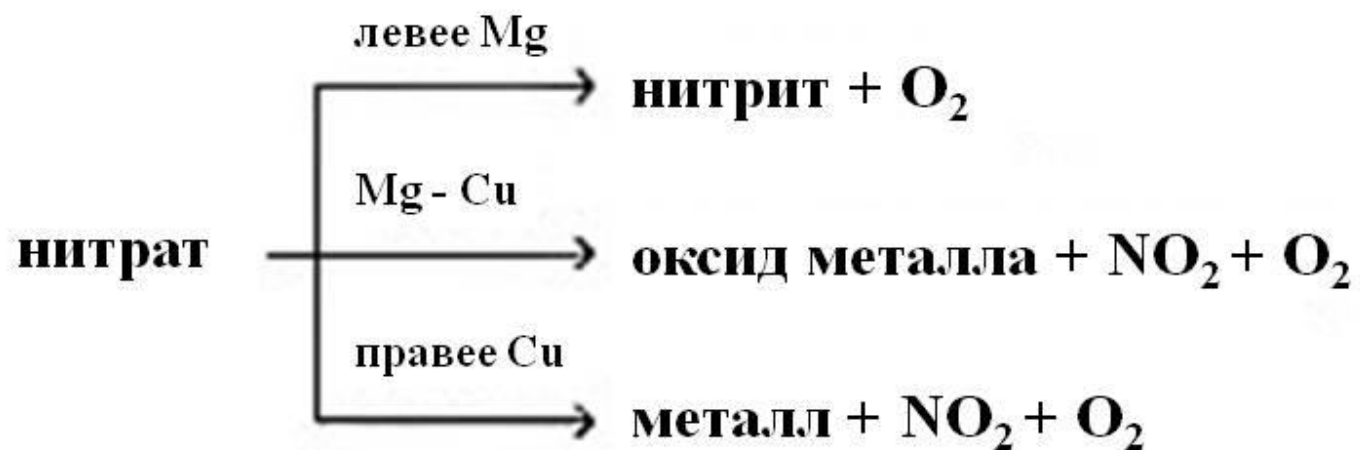 левее Mg
нитрит + O₂
Mg - Cu
нитрат
оксид металла + NO₂ + O₂
правее Cu
металл + NO₂ + O₂